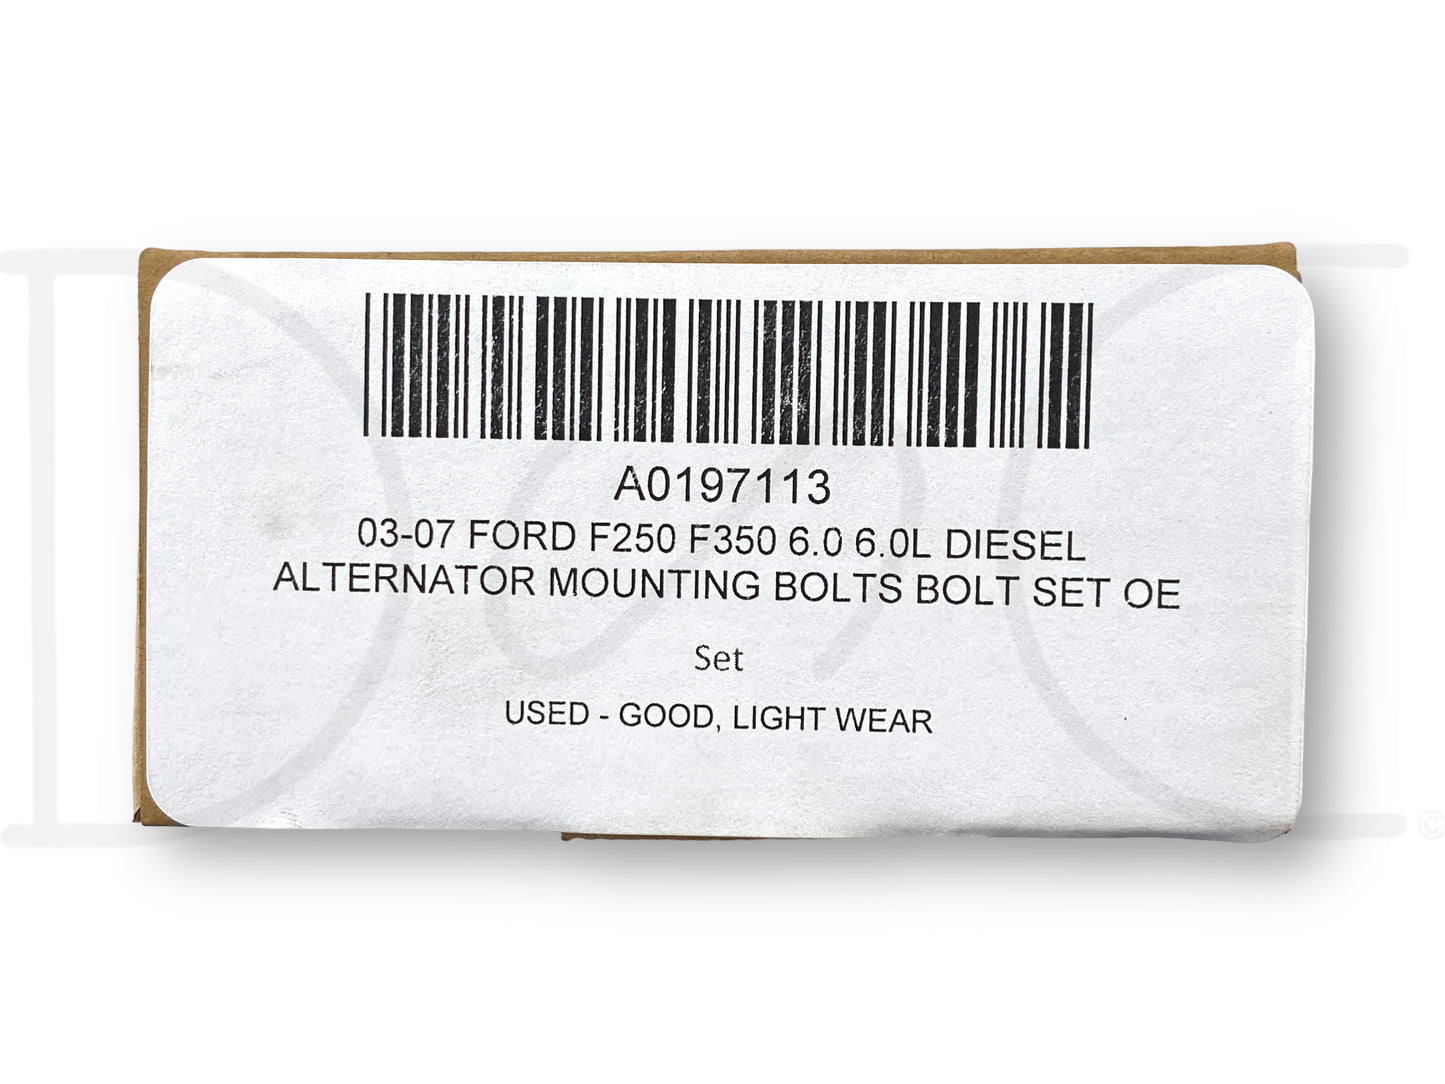 A0197113
03-07 FORD F250 F350 6.0 6.0L DIESEL
ALTERNATOR MOUNTING BOLTS BOLT SET OE
Set
USED - GOOD, LIGHT WEAR
©